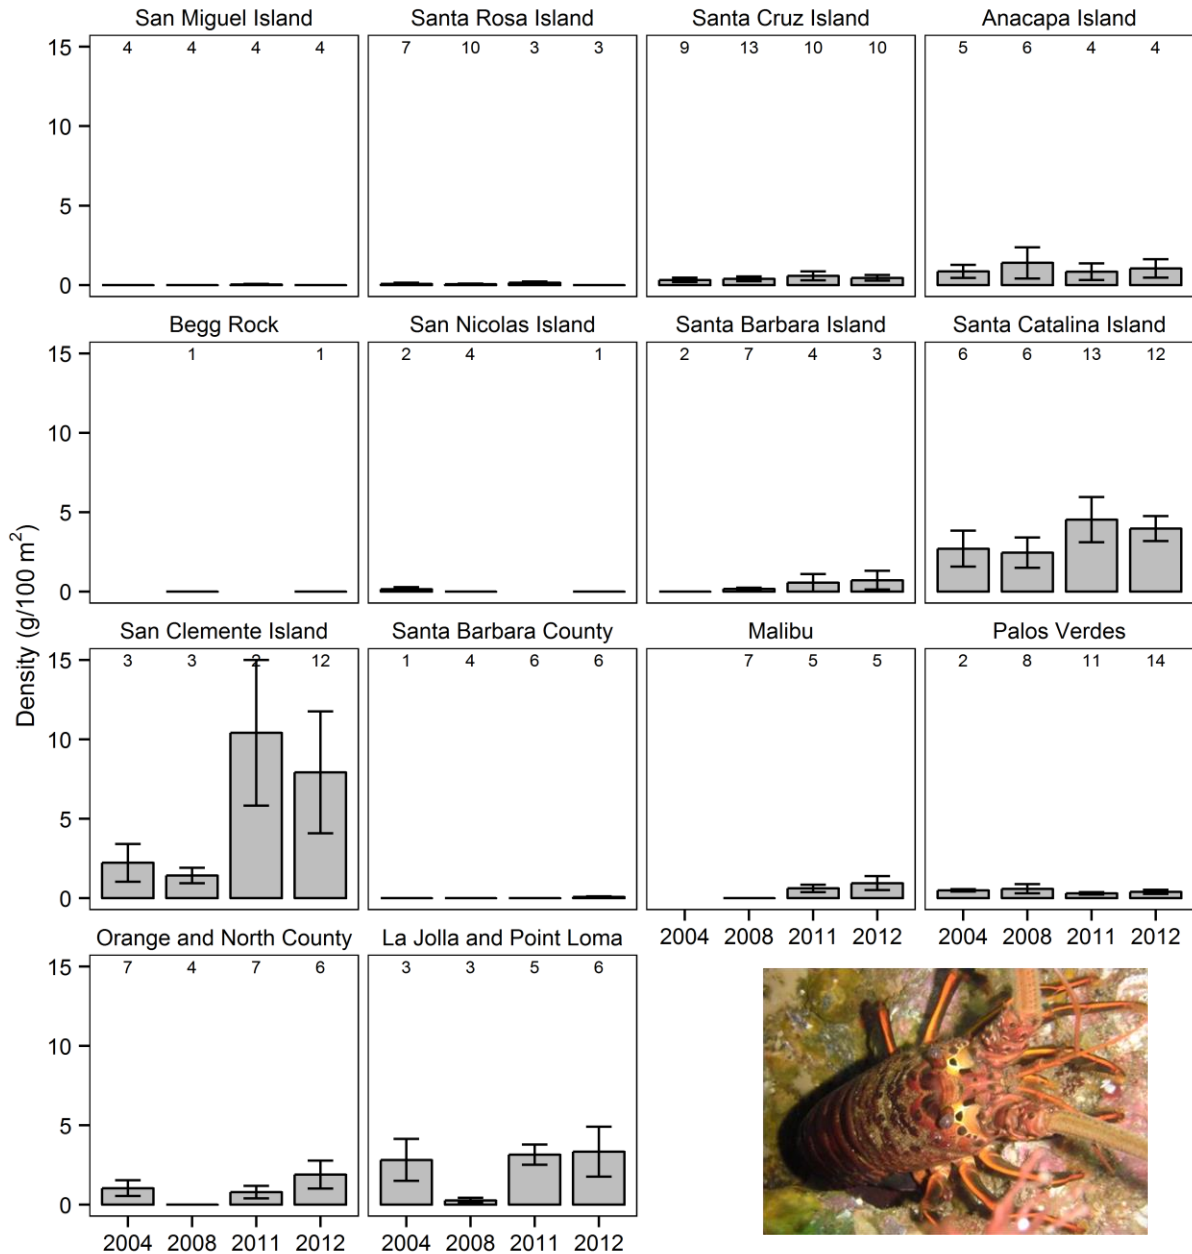 San Miguel Island Santa Rosa Island Santa Cruz Island Anacapa Island
15 4 4 4 4 7 10 3 3 9 13 10 10 5 6 4 4
10
5
0
Begg Rock San Nicolas Island Santa Barbara Island Santa Catalina Island
15 1 1 2 4 1 2 7 4 3 6 6 13 12
10
5
0
Density (g/100 m²)
San Clemente Island Santa Barbara County Malibu Palos Verdes
15 3 3 2 12 1 4 6 6 7 5 5 2 8 11 14
10
5
0
2004 2008 2011 2012 2004 2008 2011 2012
Orange and North County La Jolla and Point Loma
15 7 4 7 6 3 3 5 6
10
5
0
2004 2008 2011 2012 2004 2008 2011 2012